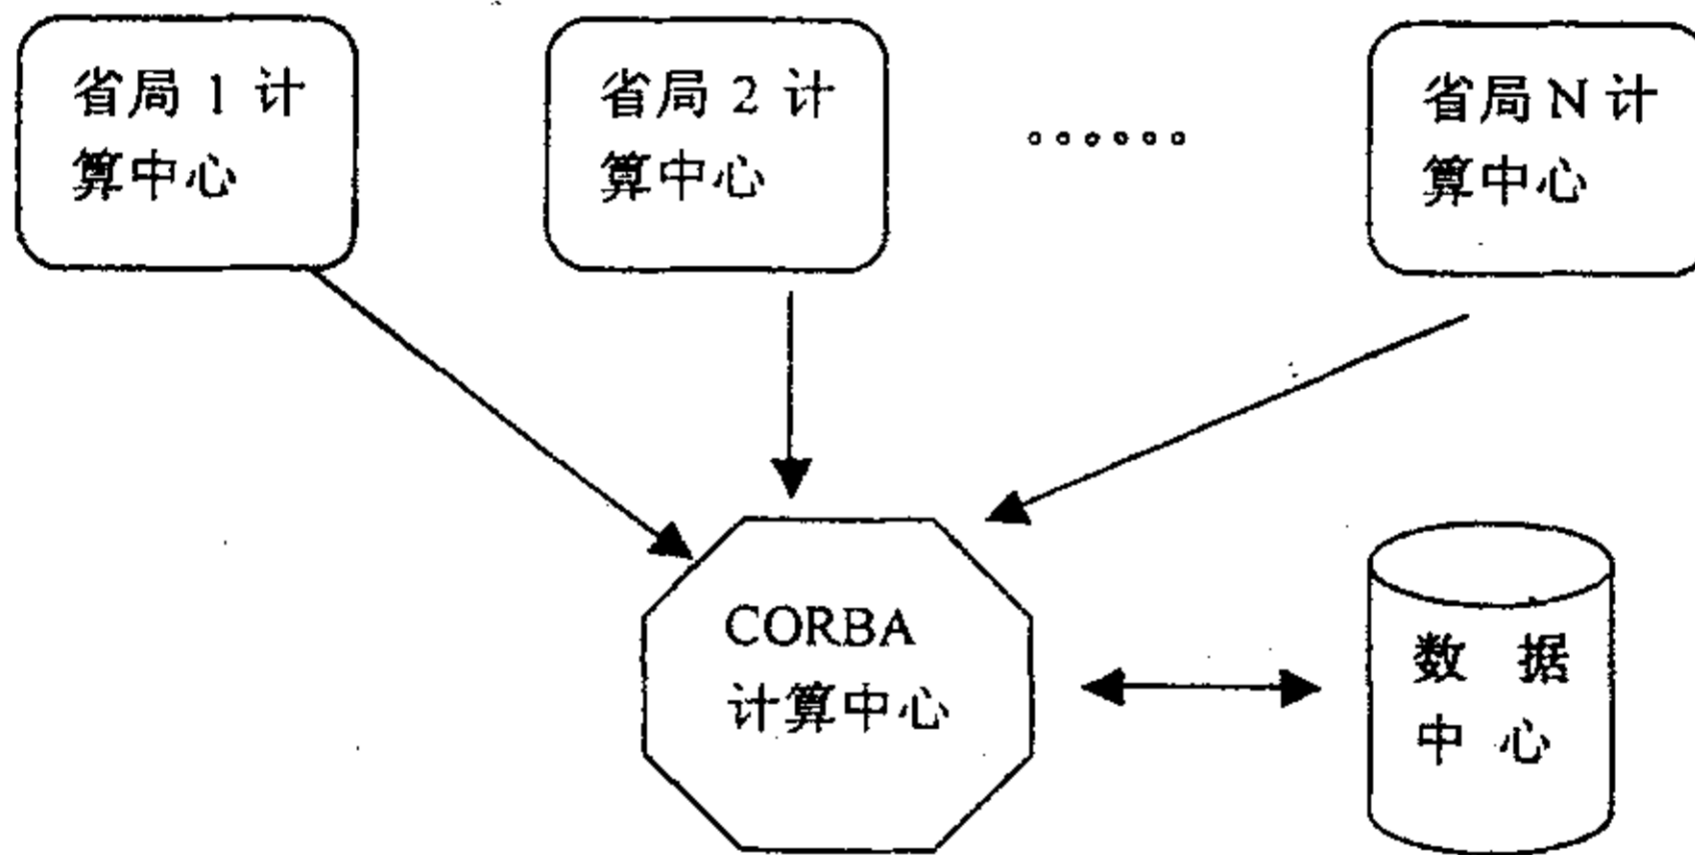 省局 1 计
算中心
省局 2 计
算中心
省局 N 计
算中心
CORBA
计算中心
数 据
中 心